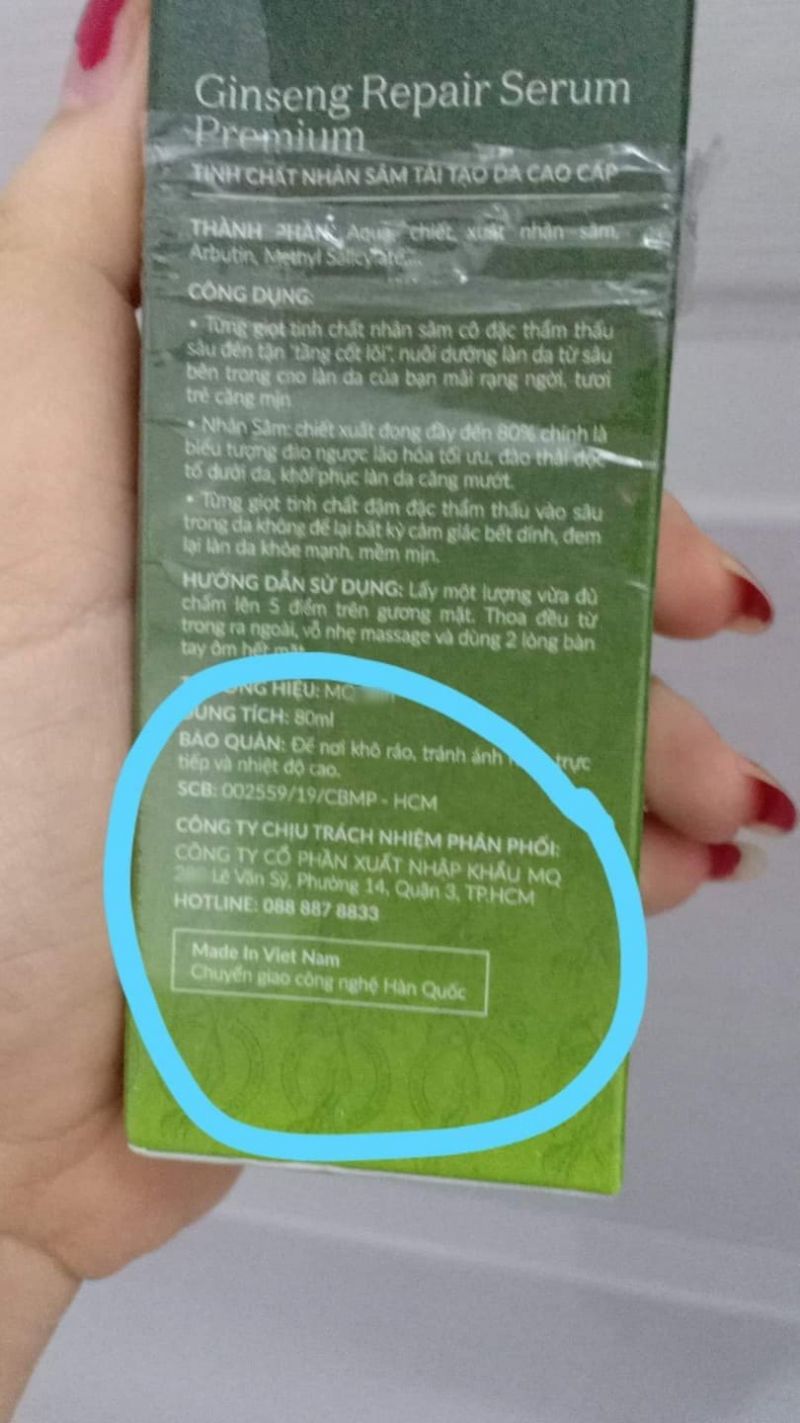 Ginseng Repair Serum
Premium
TINH CHẤT NHÂN SÂM TÁI TẠO DA CAO CẤP
THÀNH PHẦN: Aqua, chiết xuất nhân sâm,
Arbutin, Methyl Salicylate...
CÔNG DỤNG:
• Từng giọt tinh chất nhân sâm cô đặc thẩm thấu
sâu đến tận "tầng cốt lõi", nuôi dưỡng làn da từ sâu
bên trong cho làn da của bạn mãi rạng ngời, tươi
trẻ căng mịn
• Nhân Sâm: chiết xuất đong đầy đến 80% chính là
biểu tượng đảo ngược lão hóa tối ưu, đào thải độc
tố dưới da, khôi phục làn da căng mướt.
• Từng giọt tinh chất đậm đặc thẩm thấu vào sâu
trong da không để lại bất kỳ cảm giác bết dính, đem
lại làn da khỏe mạnh, mềm mịn.
HƯỚNG DẪN SỬ DỤNG: Lấy một lượng vừa đủ
chấm lên 5 điểm trên gương mặt. Thoa đều từ
trong ra ngoài, vỗ nhẹ massage và dùng 2 lòng bàn
tay ôm hết mặt.
HIỆU: MQ
DUNG TÍCH: 80ml
BẢO QUẢN: Để nơi khô ráo, tránh ánh trực
tiếp và nhiệt độ cao.
SCB: 002559/19/CBMP - HCM
CÔNG TY CHỊU TRÁCH NHIỆM PHÂN PHỐI:
CÔNG TY CỔ PHẦN XUẤT NHẬP KHẨU MQ
Lê Văn Sỹ, Phường 14, Quận 3, TP.HCM
HOTLINE: 088 887 8833
Made In Viet Nam
Chuyển giao công nghệ Hàn Quốc